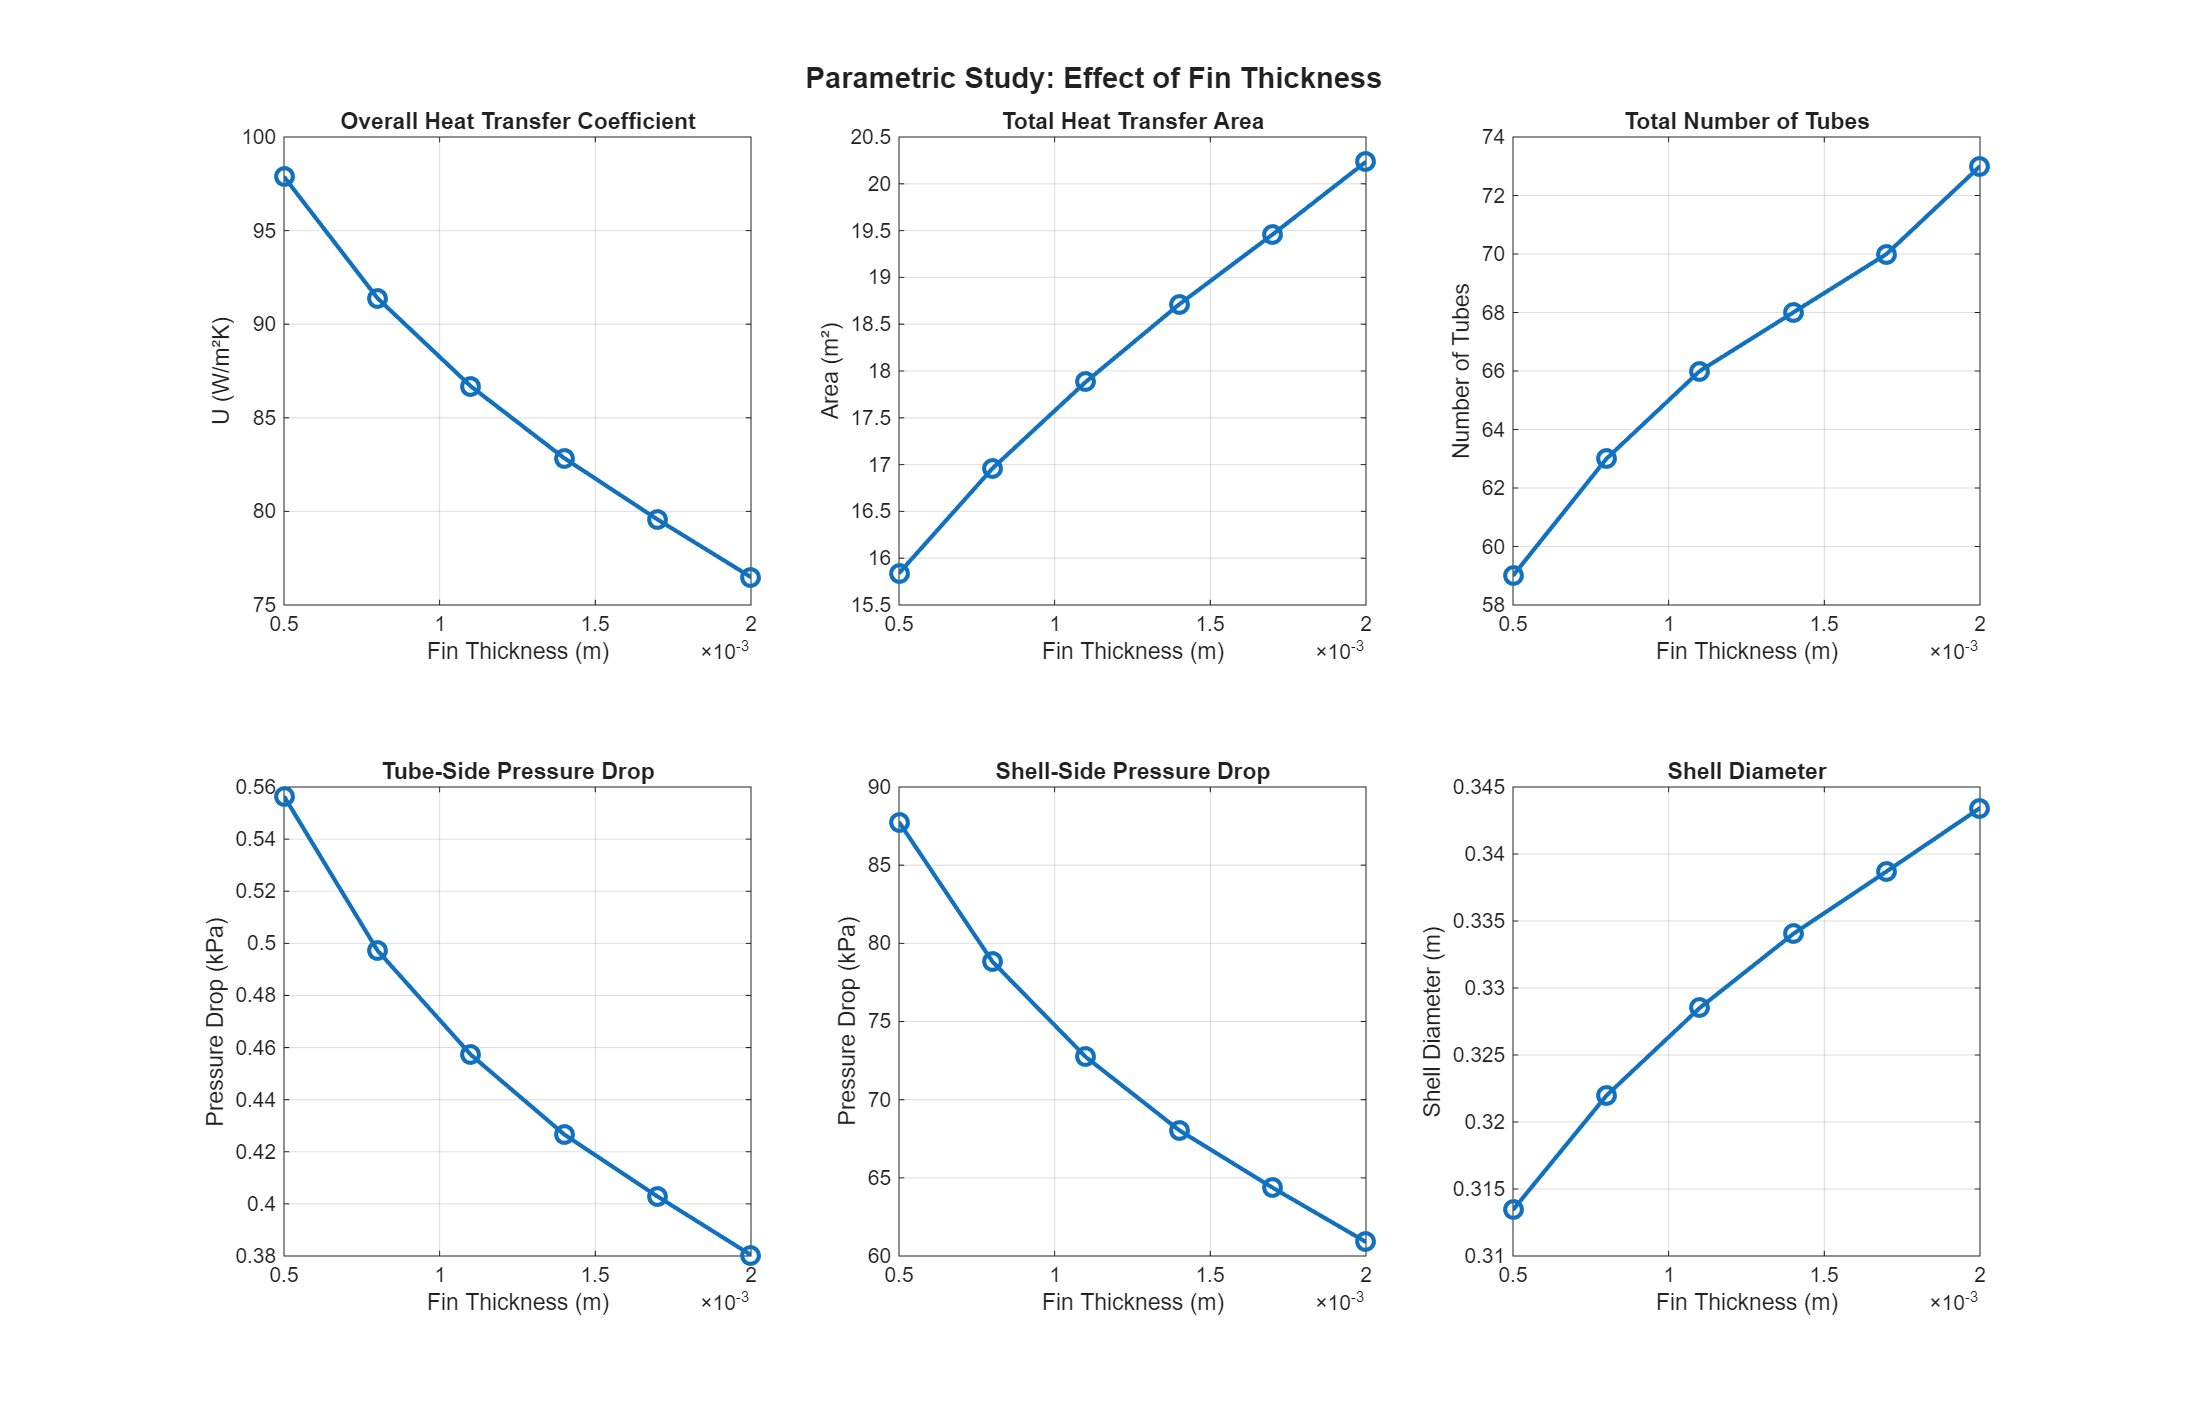 Parametric Study: Effect of Fin Thickness
Overall Heat Transfer Coefficient
100
95
90
85
80
75
U (W/m²K)
0.5 1 1.5 2
Fin Thickness (m) ×10⁻³
Total Heat Transfer Area
20.5
20
19.5
19
18.5
18
17.5
17
16.5
16
15.5
Area (m²)
0.5 1 1.5 2
Fin Thickness (m) ×10⁻³
Total Number of Tubes
74
72
70
68
66
64
62
60
58
Number of Tubes
0.5 1 1.5 2
Fin Thickness (m) ×10⁻³
Tube-Side Pressure Drop
0.56
0.54
0.52
0.5
0.48
0.46
0.44
0.42
0.4
0.38
Pressure Drop (kPa)
0.5 1 1.5 2
Fin Thickness (m) ×10⁻³
Shell-Side Pressure Drop
90
85
80
75
70
65
60
Pressure Drop (kPa)
0.5 1 1.5 2
Fin Thickness (m) ×10⁻³
Shell Diameter
0.345
0.34
0.335
0.33
0.325
0.32
0.315
0.31
Shell Diameter (m)
0.5 1 1.5 2
Fin Thickness (m) ×10⁻³